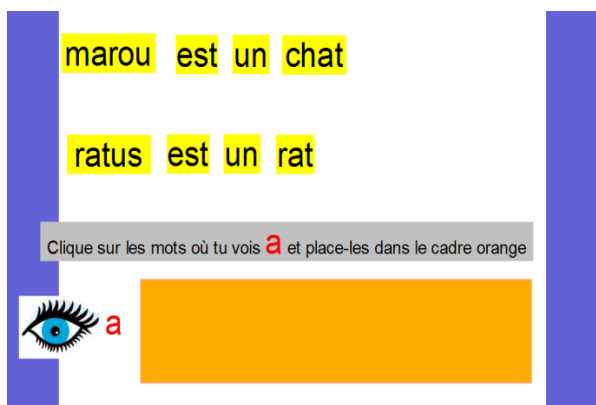 marou est un chat
ratus est un rat
Clique sur les mots où tu vois a et place-les dans le cadre orange
a